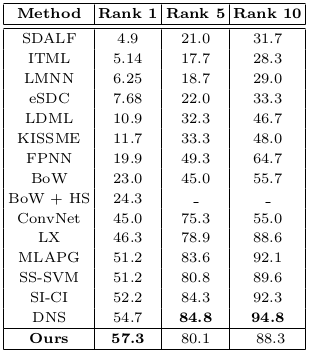 Method Rank 1 Rank 5 Rank 10
SDALF 4.9 21.0 31.7
ITML 5.14 17.7 28.3
LMNN 6.25 18.7 29.0
eSDC 7.68 22.0 33.3
LDML 10.9 32.3 46.7
KISSME 11.7 33.3 48.0
FPNN 19.9 49.3 64.7
BoW 23.0 45.0 55.7
BoW + HS 24.3 - -
ConvNet 45.0 75.3 55.0
LX 46.3 78.9 88.6
MLAPG 51.2 83.6 92.1
SS-SVM 51.2 80.8 89.6
SI-CI 52.2 84.3 92.3
DNS 54.7 84.8 94.8
Ours 57.3 80.1 88.3